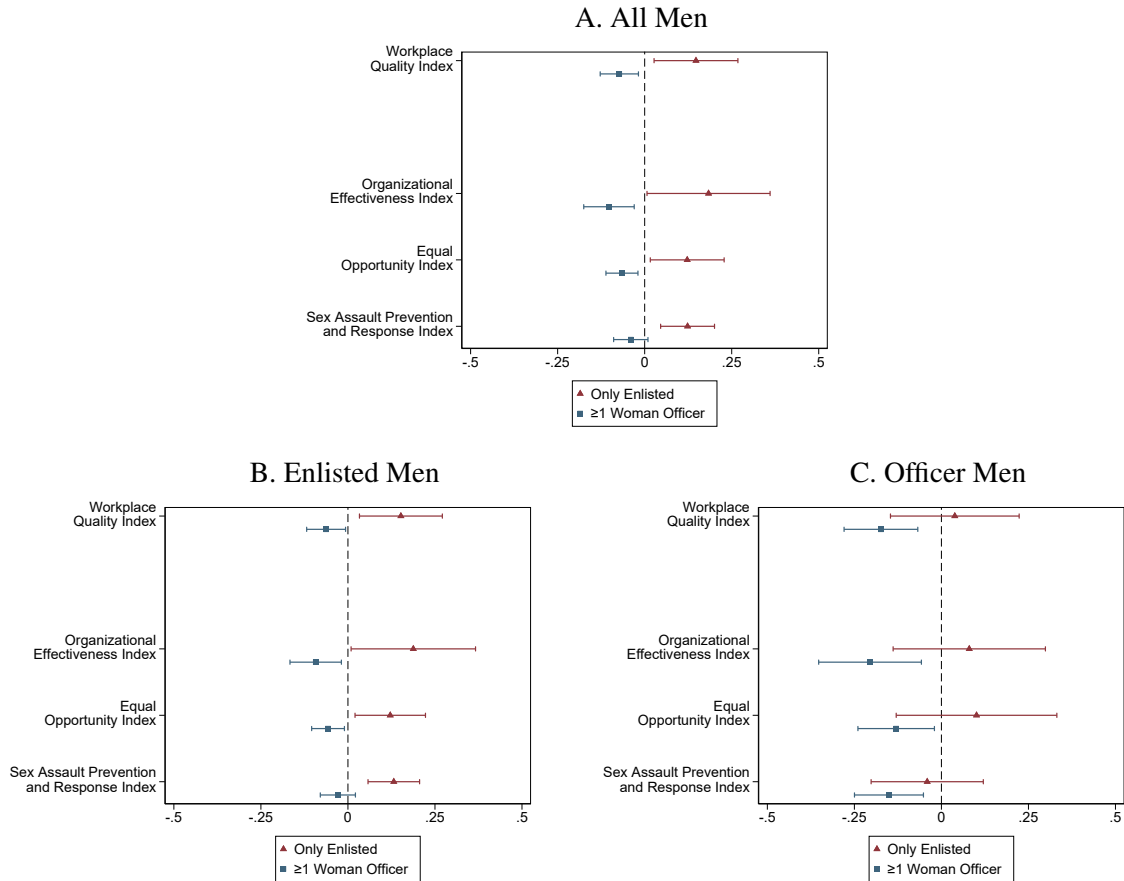 A. All Men
Workplace
Quality Index
Organizational
Effectiveness Index
Equal
Opportunity Index
Sex Assault Prevention
and Response Index
-.5 -.25 0 .25 .5
Only Enlisted
≥1 Woman Officer
B. Enlisted Men
Workplace
Quality Index
Organizational
Effectiveness Index
Equal
Opportunity Index
Sex Assault Prevention
and Response Index
-.5 -.25 0 .25 .5
Only Enlisted
≥1 Woman Officer
C. Officer Men
Workplace
Quality Index
Organizational
Effectiveness Index
Equal
Opportunity Index
Sex Assault Prevention
and Response Index
-.5 -.25 0 .25 .5
Only Enlisted
≥1 Woman Officer